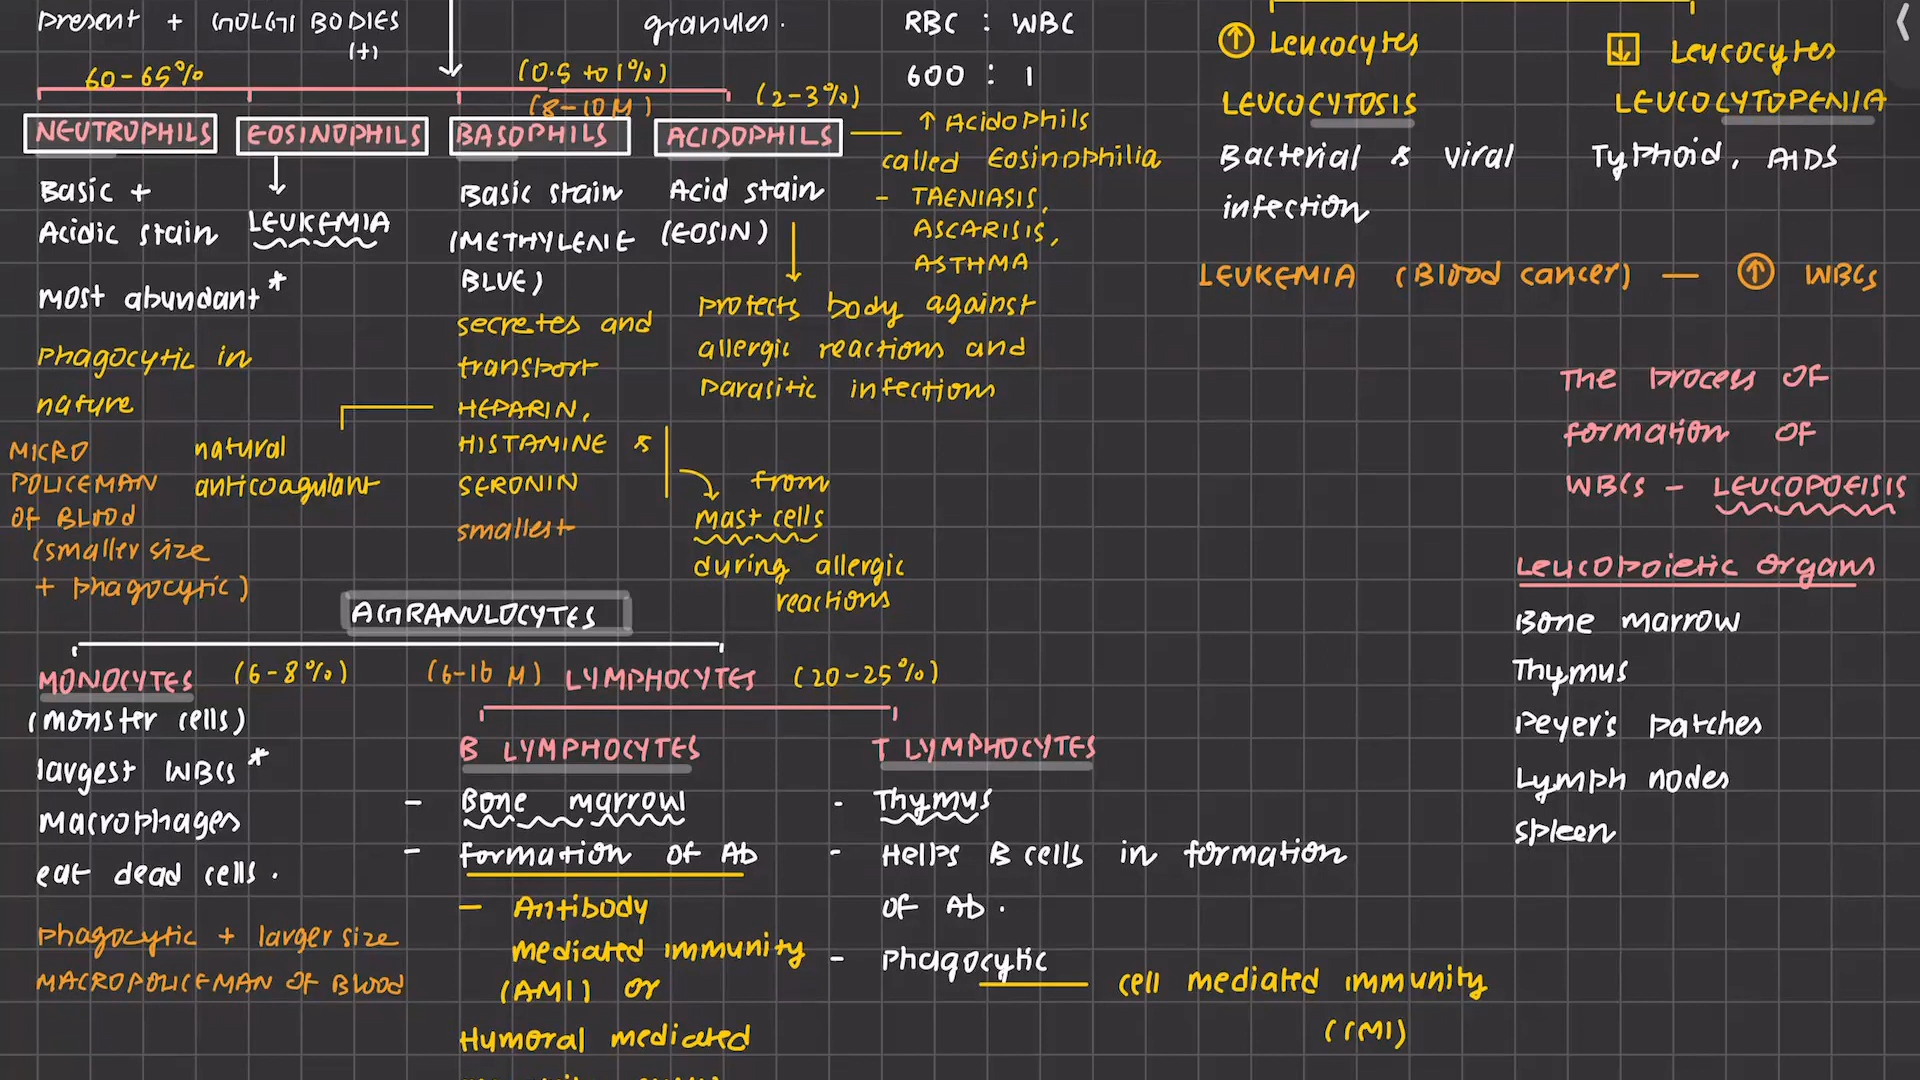 present + GOLGI BODIES
(+)
granules.
RBC : WBC
600 : 1
60-65%
(0.5 to 1%)
(8-10 M)
(2-3%)
NEUTROPHILS
EOSINOPHILS
BASOPHILS
ACIDOPHILS
Basic +
Acidic stain
most abundant*
phagocytic in
nature
MICRO
POLICEMAN
OF BLOOD
(smaller size
+ phagocytic)
LEUKEMIA
natural
anticoagulant
Basic stain
(METHYLENE
BLUE)
secretes and
transport
HEPARIN,
HISTAMINE &
SERONIN
smallest
from
Mast cells
during allergic
reactions
Acid stain
(EOSIN)
protects body against
allergic reactions and
parasitic infections
↑ Acidophils
called Eosinophilia
- TAENIASIS,
ASCARISIS,
ASTHMA
↑ Leucocytes
LEUCOCYTOSIS
Bacterial & viral
infection
↓ Leucocytes
LEUCOCYTOPENIA
Typhoid, AIDS
LEUKEMIA (Blood cancer) — ↑ WBCs
The process of
formation of
WBCs - LEUCOPOEISIS
Leucopoietic organs
Bone marrow
Thymus
Peyer's patches
Lymph nodes
spleen
AGRANULOCYTES
MONOCYTES (6-8%)
(monster cells)
largest WBCs*
Macrophages
eat dead cells.
phagocytic + larger size
MACROPOLICEMAN OF BLOOD
(6-16 M) LYMPHOCYTES (20-25%)
B LYMPHOCYTES
- Bone marrow
- formation of Ab
- Antibody
mediated immunity
(AMI) or
Humoral mediated
T LYMPHOCYTES
- Thymus
- Helps B cells in formation
of Ab.
- Phagocytic
cell mediated immunity
(CMI)